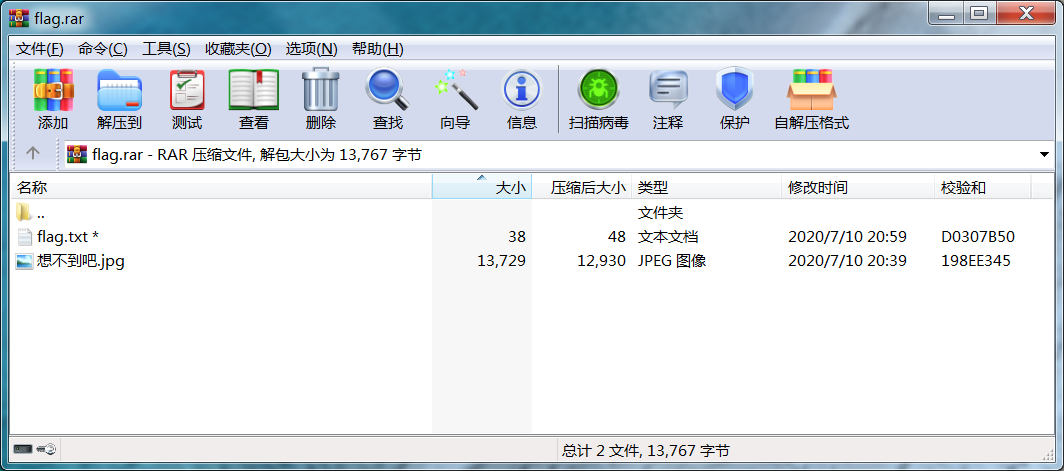 flag.rar
文件(F) 命令(C) 工具(S) 收藏夹(O) 选项(N) 帮助(H)
添加 解压到 测试 查看 删除 查找 向导 信息 扫描病毒 注释 保护 自解压格式
flag.rar - RAR 压缩文件, 解包大小为 13,767 字节
名称 大小 压缩后大小 类型 修改时间 校验和
.. 文件夹
flag.txt * 38 48 文本文档 2020/7/10 20:59 D0307B50
想不到吧.jpg 13,729 12,930 JPEG 图像 2020/7/10 20:39 198EE345
总计 2 文件, 13,767 字节